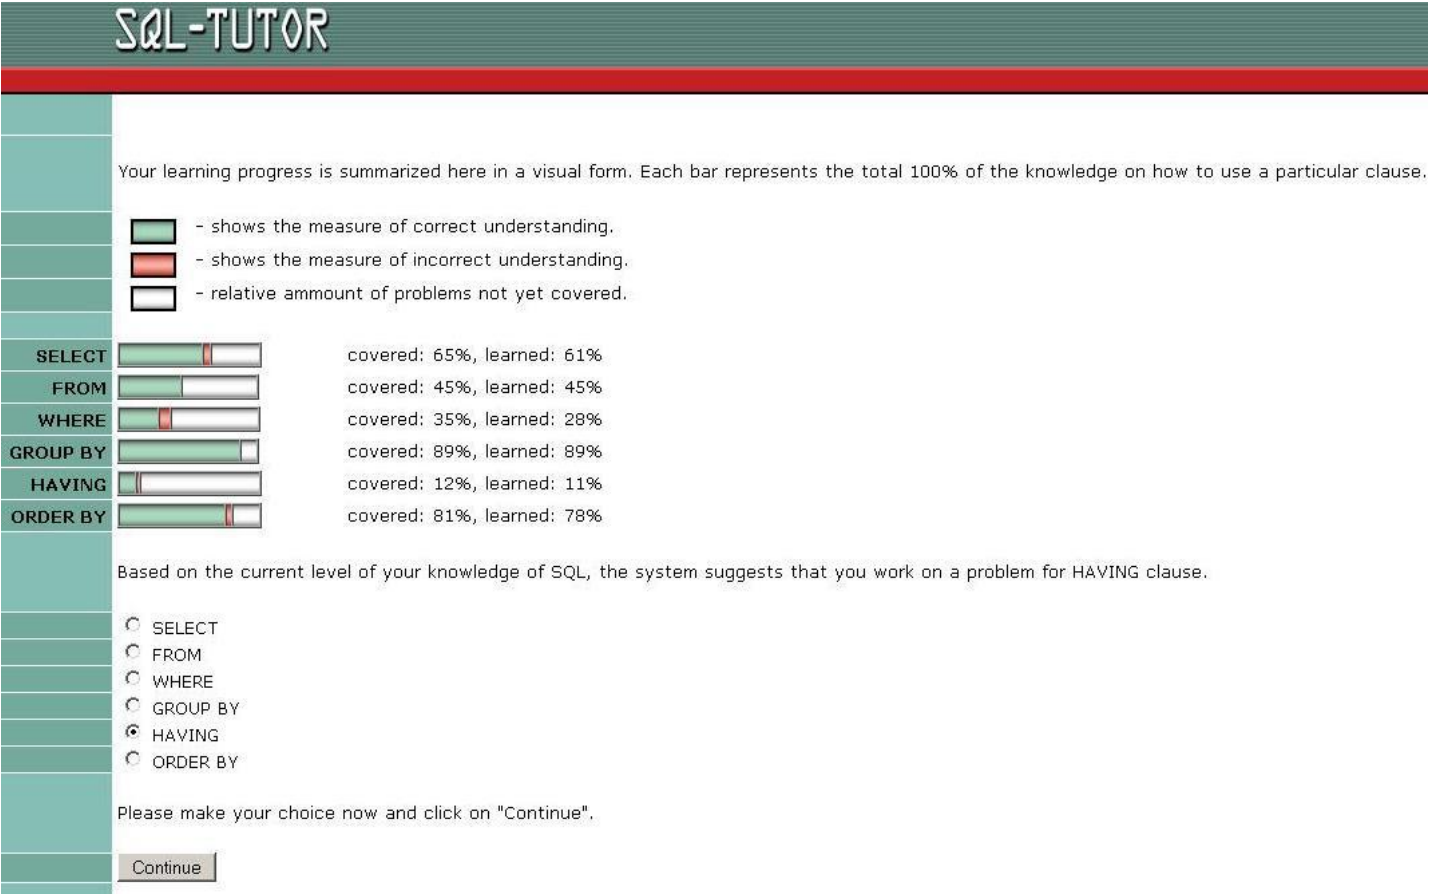 SQL-TUTOR
Your learning progress is summarized here in a visual form. Each bar represents the total 100% of the knowledge on how to use a particular clause.
- shows the measure of correct understanding.
- shows the measure of incorrect understanding.
- relative ammount of problems not yet covered.
SELECT covered: 65%, learned: 61%
FROM covered: 45%, learned: 45%
WHERE covered: 35%, learned: 28%
GROUP BY covered: 89%, learned: 89%
HAVING covered: 12%, learned: 11%
ORDER BY covered: 81%, learned: 78%
Based on the current level of your knowledge of SQL, the system suggests that you work on a problem for HAVING clause.
SELECT
FROM
WHERE
GROUP BY
HAVING
ORDER BY
Please make your choice now and click on "Continue".
Continue